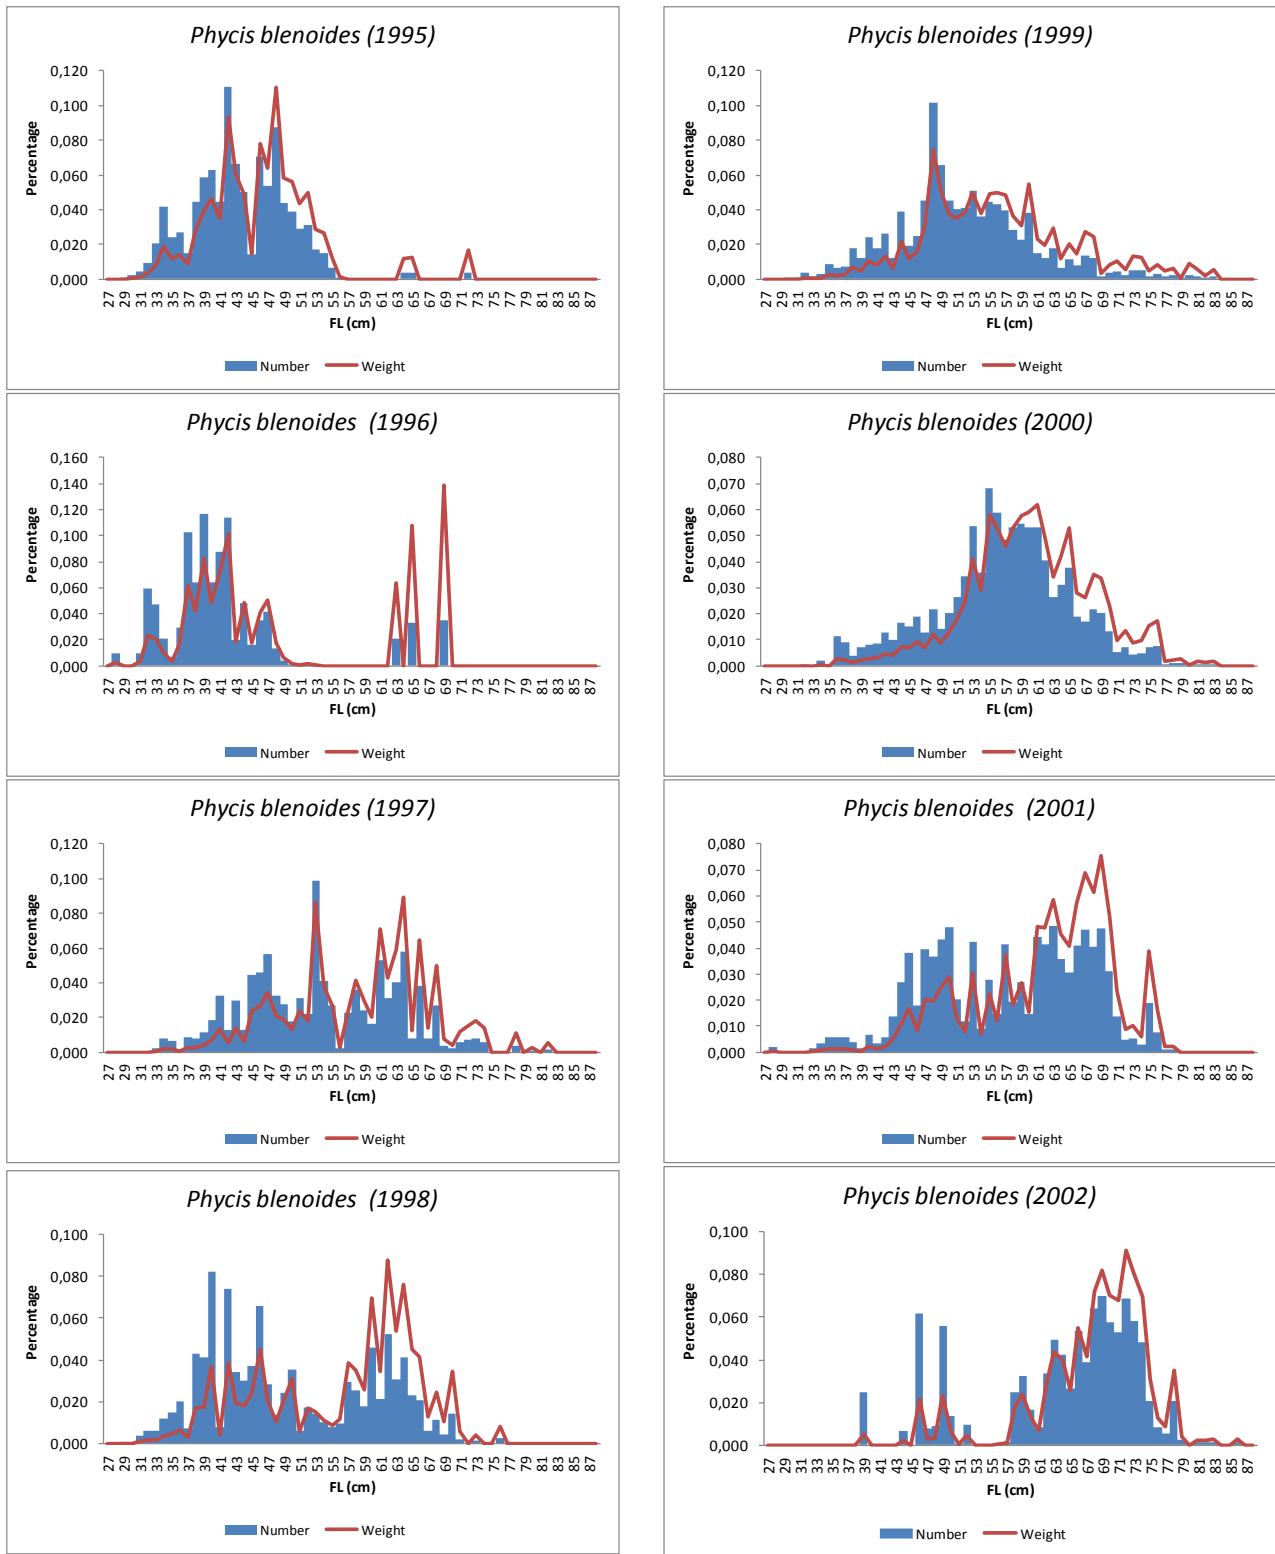 Phycis blenoides (1995)
Percentage
0,120
0,100
0,080
0,060
0,040
0,020
0,000
27 29 31 33 35 37 39 41 43 45 47 49 51 53 55 57 59 61 63 65 67 69 71 73 75 77 79 81 83 85 87
FL (cm)
Number Weight
Phycis blenoides (1996)
Percentage
0,160
0,140
0,120
0,100
0,080
0,060
0,040
0,020
0,000
27 29 31 33 35 37 39 41 43 45 47 49 51 53 55 57 59 61 63 65 67 69 71 73 75 77 79 81 83 85 87
FL (cm)
Number Weight
Phycis blenoides (1997)
Percentage
0,120
0,100
0,080
0,060
0,040
0,020
0,000
27 29 31 33 35 37 39 41 43 45 47 49 51 53 55 57 59 61 63 65 67 69 71 73 75 77 79 81 83 85 87
FL (cm)
Number Weight
Phycis blenoides (1998)
Percentage
0,100
0,080
0,060
0,040
0,020
0,000
27 29 31 33 35 37 39 41 43 45 47 49 51 53 55 57 59 61 63 65 67 69 71 73 75 77 79 81 83 85 87
FL (cm)
Number Weight
Phycis blenoides (1999)
Percentage
0,120
0,100
0,080
0,060
0,040
0,020
0,000
27 29 31 33 35 37 39 41 43 45 47 49 51 53 55 57 59 61 63 65 67 69 71 73 75 77 79 81 83 85 87
FL (cm)
Number Weight
Phycis blenoides (2000)
Percentage
0,080
0,070
0,060
0,050
0,040
0,030
0,020
0,010
0,000
27 29 31 33 35 37 39 41 43 45 47 49 51 53 55 57 59 61 63 65 67 69 71 73 75 77 79 81 83 85 87
FL (cm)
Number Weight
Phycis blenoides (2001)
Percentage
0,080
0,070
0,060
0,050
0,040
0,030
0,020
0,010
0,000
27 29 31 33 35 37 39 41 43 45 47 49 51 53 55 57 59 61 63 65 67 69 71 73 75 77 79 81 83 85 87
FL (cm)
Number Weight
Phycis blenoides (2002)
Percentage
0,100
0,080
0,060
0,040
0,020
0,000
27 29 31 33 35 37 39 41 43 45 47 49 51 53 55 57 59 61 63 65 67 69 71 73 75 77 79 81 83 85 87
FL (cm)
Number Weight